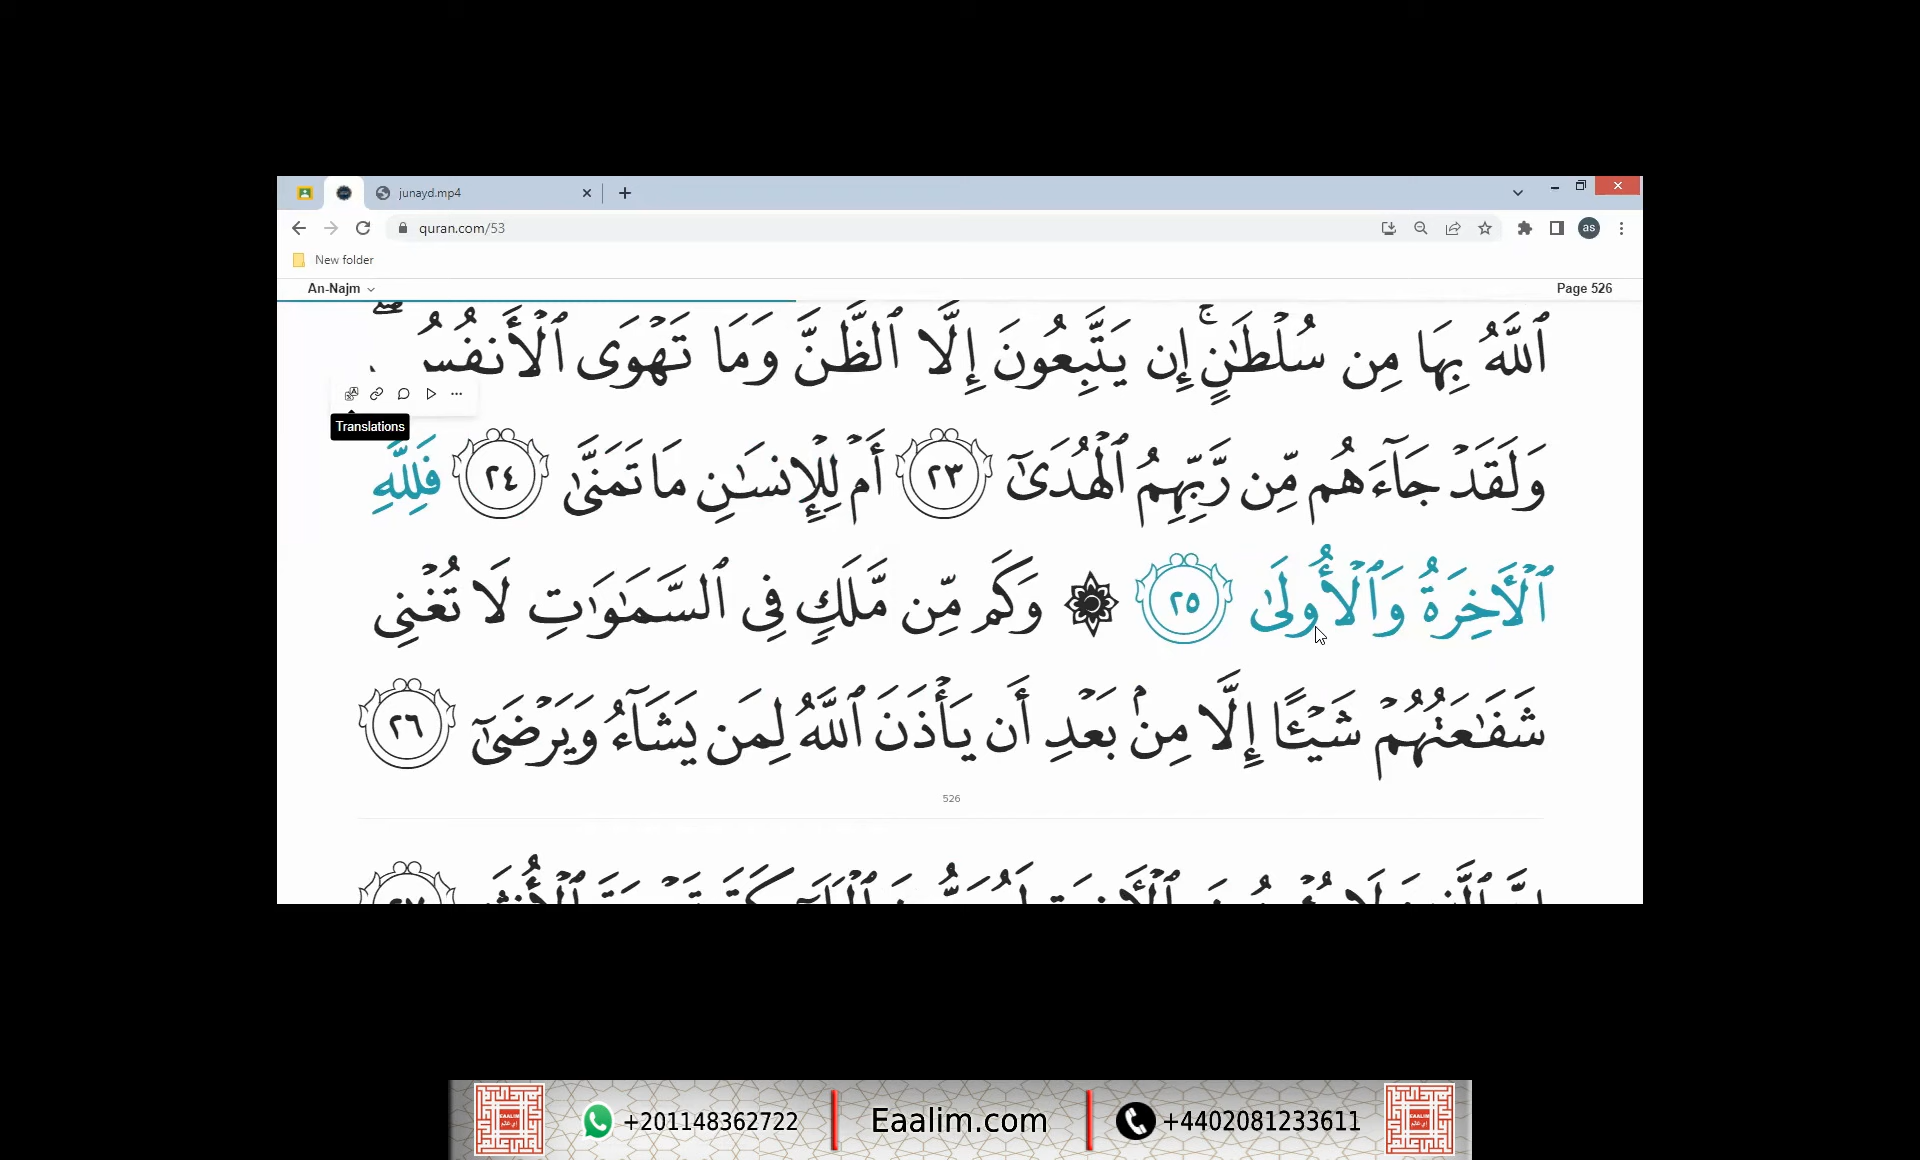 junayd.mp4
quran.com/53
as
New folder
An-Najm
Page 526
ٱللَّهُ بِهَا مِن سُلْطَـٰنٍ ۚ إِن يَتَّبِعُونَ إِلَّا ٱلظَّنَّ وَمَا تَهْوَى ٱلْأَنفُسُ ۖ
Translations
وَلَقَدْ جَآءَهُم مِّن رَّبِّهِمُ ٱلْهُدَىٰٓ ٢٣ أَمْ لِلْإِنسَـٰنِ مَا تَمَنَّىٰ ٢٤ فَلِلَّهِ
ٱلْـَٔاخِرَةُ وَٱلْأُولَىٰ ٢٥ ۞ وَكَم مِّن مَّلَكٍ فِى ٱلسَّمَـٰوَٰتِ لَا تُغْنِى
شَفَـٰعَتُهُمْ شَيْـًٔا إِلَّا مِنۢ بَعْدِ أَن يَأْذَنَ ٱللَّهُ لِمَن يَشَآءُ وَيَرْضَىٰٓ ٢٦
526
+201148362722
Eaalim.com
+4402081233611